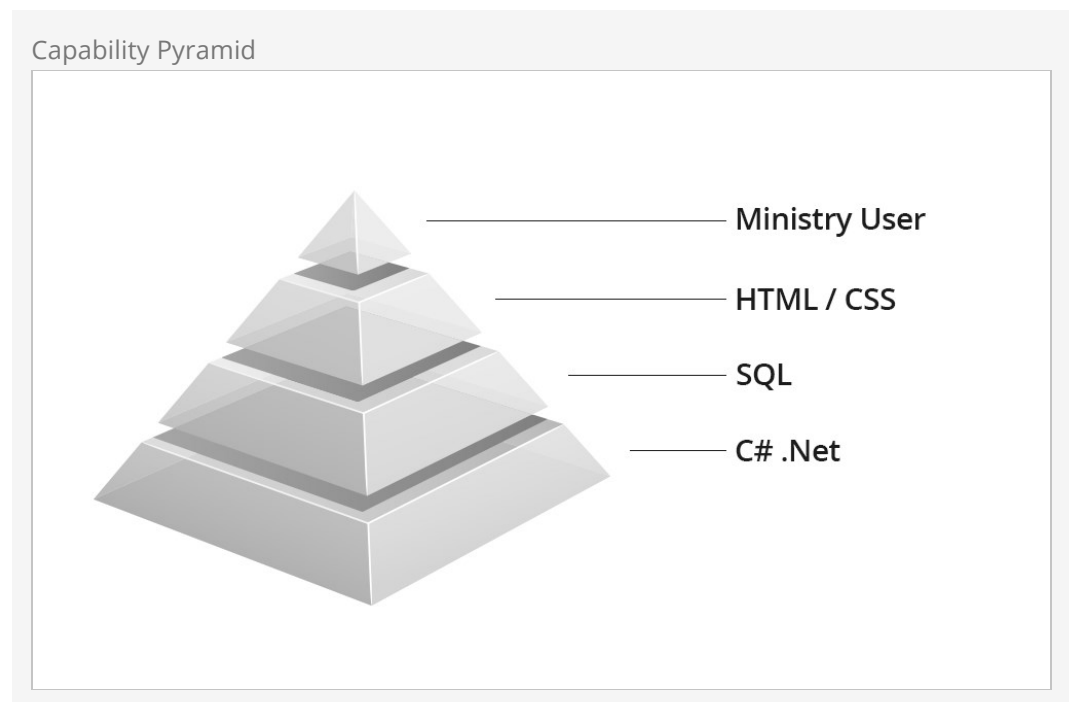 Capability Pyramid
Ministry User
HTML / CSS
SQL
C# .Net